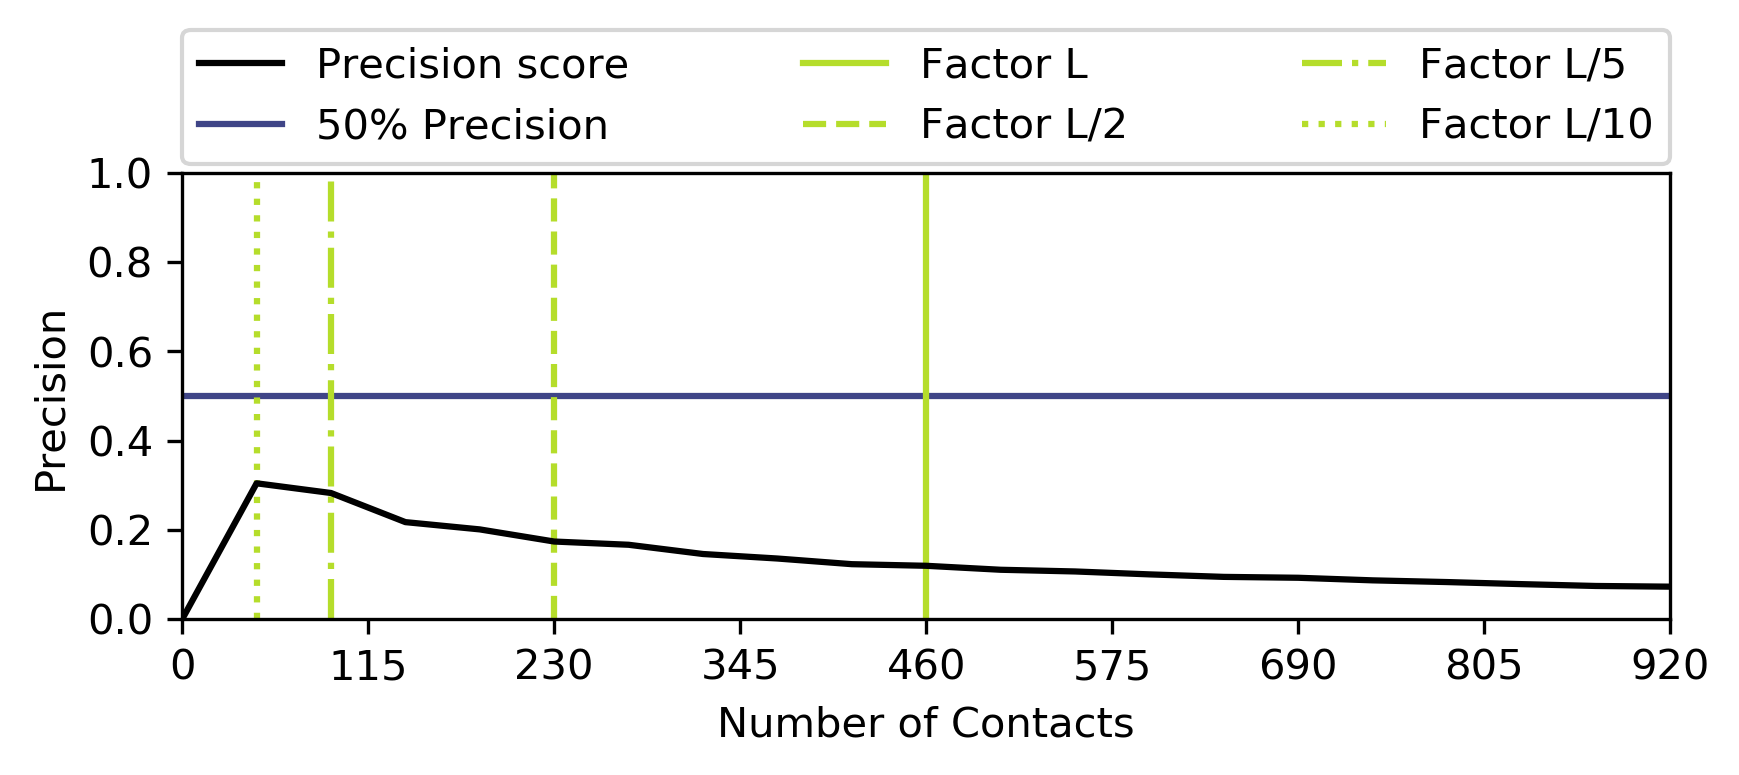 Precision score
50% Precision
Factor L
Factor L/2
Factor L/5
Factor L/10
1.0
0.8
0.6
0.4
0.2
0.0
Precision
0 115 230 345 460 575 690 805 920
Number of Contacts